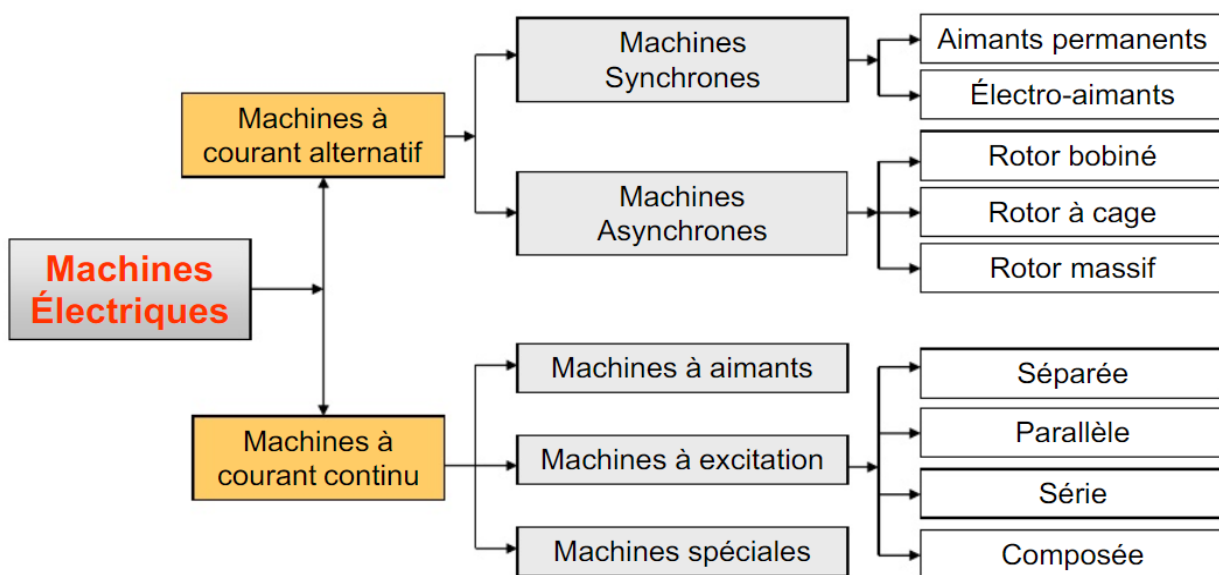 Machines
Électriques
Machines à
courant alternatif
Machines
Synchrones
Aimants permanents
Électro-aimants
Machines
Asynchrones
Rotor bobiné
Rotor à cage
Rotor massif
Machines à
courant continu
Machines à aimants
Machines à excitation
Séparée
Parallèle
Série
Composée
Machines spéciales